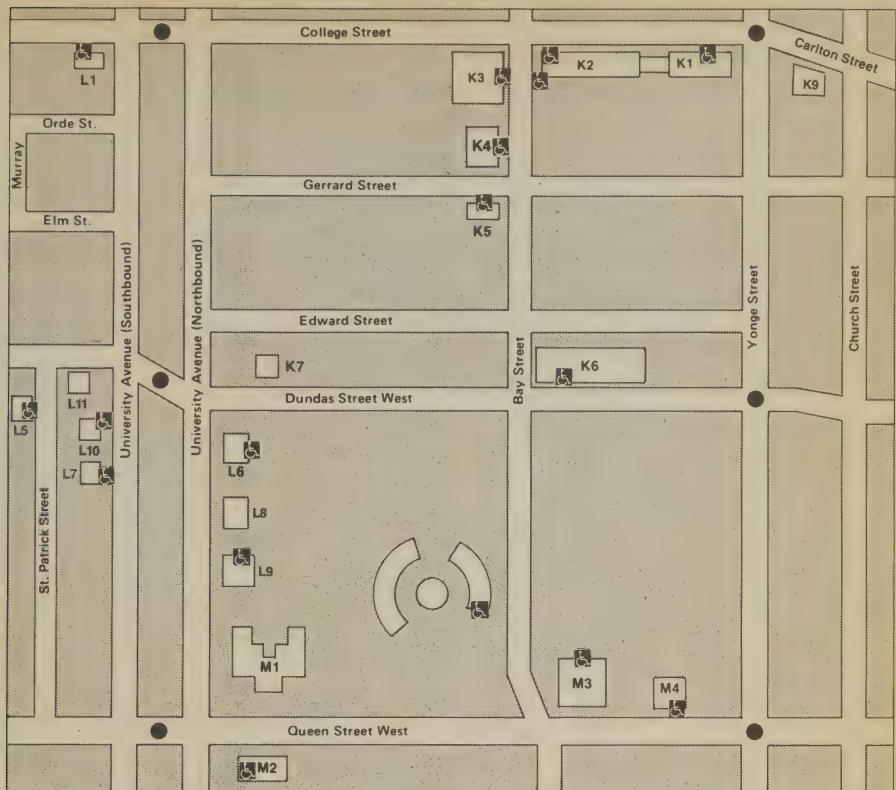 College Street
Carlton Street
L1
K3
K2
K1
K9
Orde St.
K4
Murray
Gerrard Street
Elm St.
K5
University Avenue (Southbound)
University Avenue (Northbound)
Edward Street
Bay Street
Yonge Street
Church Street
K7
K6
Dundas Street West
L11
L5
L10
L6
L7
St. Patrick Street
L8
L9
M1
M3
M4
Queen Street West
M2